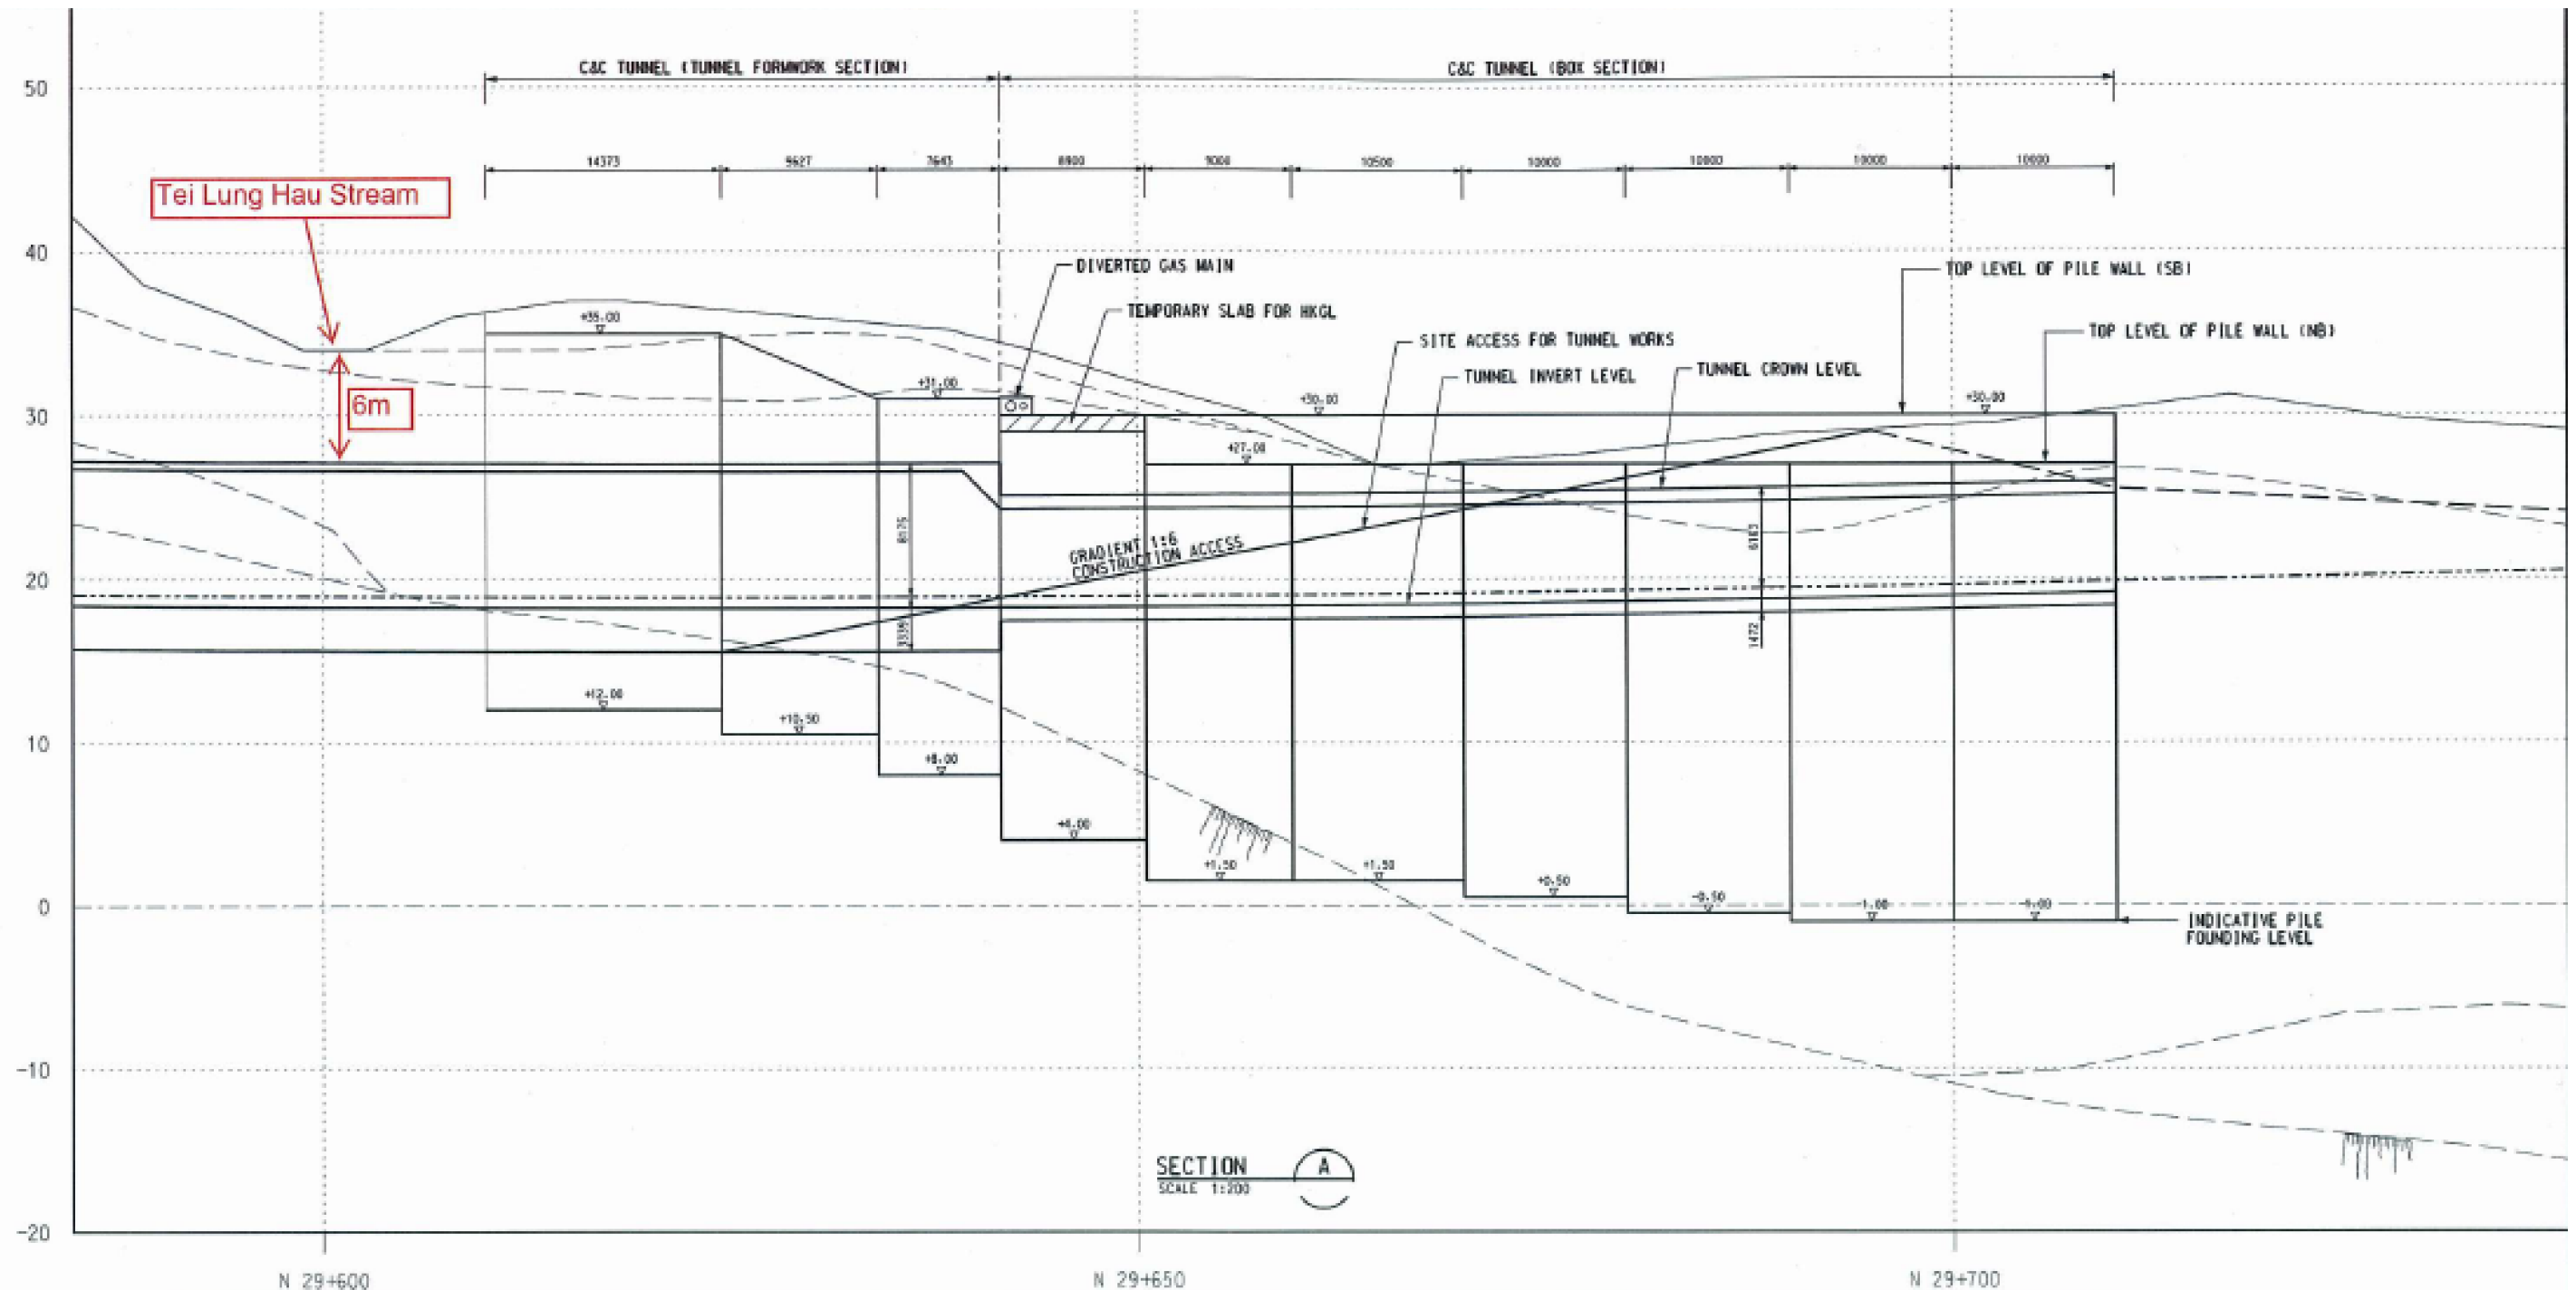 C&C TUNNEL (TUNNEL FORMWORK SECTION)
C&C TUNNEL (BOX SECTION)
50
14373
9627
7643
8900
9000
10500
10000
10000
10000
10000
Tei Lung Hau Stream
40
DIVERTED GAS MAIN
TOP LEVEL OF PILE WALL (SB)
TEMPORARY SLAB FOR HKGL
+35.00
SITE ACCESS FOR TUNNEL WORKS
TOP LEVEL OF PILE WALL (NB)
TUNNEL INVERT LEVEL
TUNNEL CROWN LEVEL
+31.00
6m
30
+30.00
+30.00
+27.00
8175
GRADIENT 1:6
CONSTRUCTION ACCESS
20
1472
+12.00
+10.50
10
+8.00
+4.00
+1.50
+1.50
+0.50
-0.50
-1.00
-1.00
0
INDICATIVE PILE
FOUNDING LEVEL
-10
SECTION
A
SCALE 1:200
-20
N 29+600
N 29+650
N 29+700